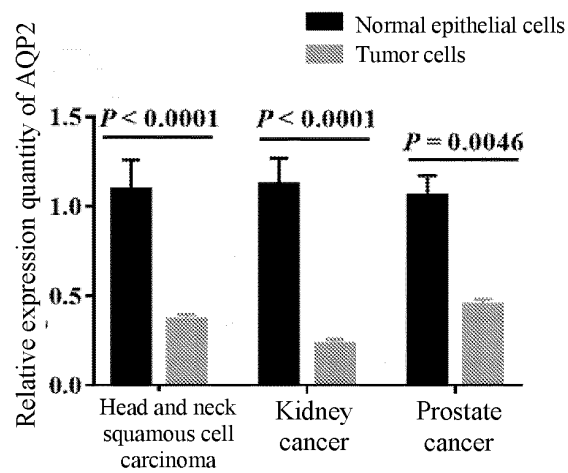 Normal epithelial cells
Tumor cells
Relative expression quantity of AQP2
1.5
1.0
0.5
0.0
P < 0.0001
P < 0.0001
P = 0.0046
Head and neck
squamous cell
carcinoma
Kidney
cancer
Prostate
cancer